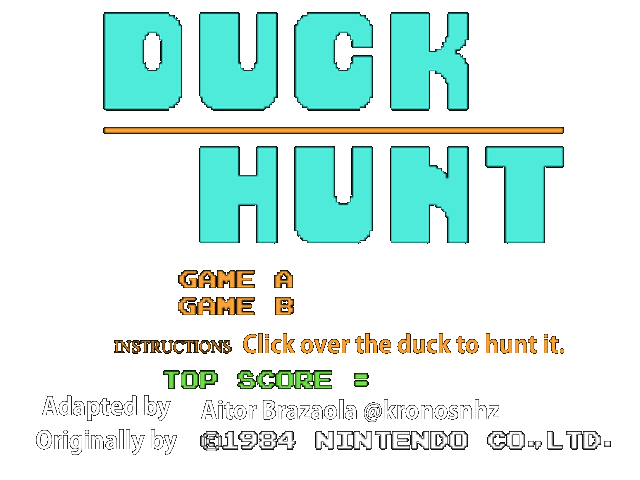 DUCK
HUNT
GAME A
GAME B
INSTRUCTIONS Click over the duck to hunt it.
TOP SCORE =
Adapted by Aitor Brazaola @kronosnhz
Originally by ©1984 NINTENDO CO.,LTD.